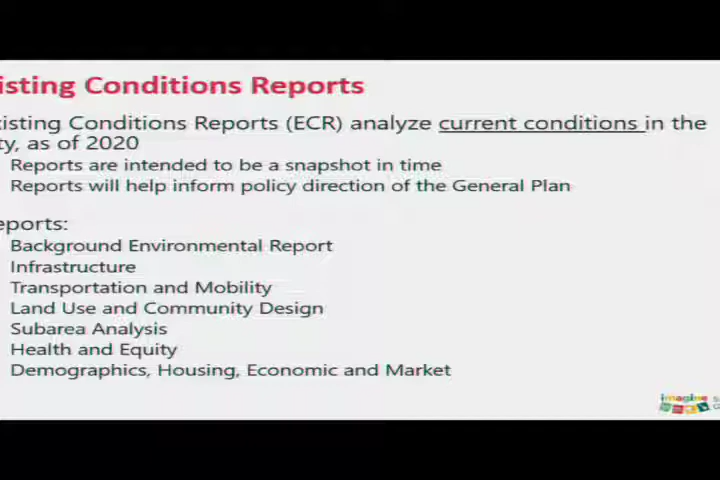 isting Conditions Reports
isting Conditions Reports (ECR) analyze current conditions in the
ty, as of 2020
Reports are intended to be a snapshot in time
Reports will help inform policy direction of the General Plan
eports:
Background Environmental Report
Infrastructure
Transportation and Mobility
Land Use and Community Design
Subarea Analysis
Health and Equity
Demographics, Housing, Economic and Market
imagine